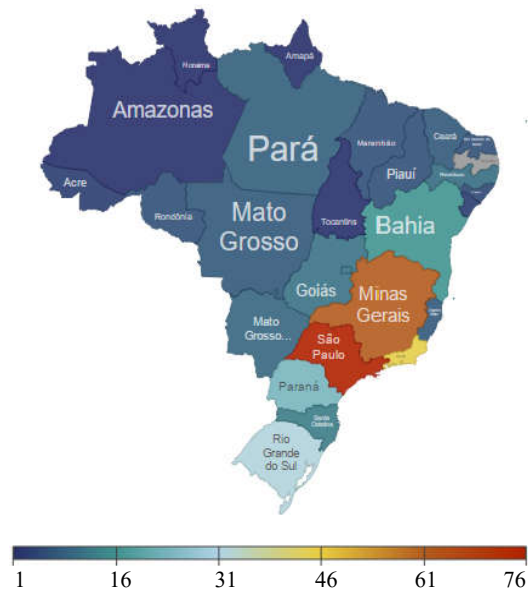 Roraima
Amapá
Amazonas
Pará
Maranhão
Ceará
Piauí
Acre
Rondônia
Mato
Grosso
Tocantins
Bahia
Goiás
Minas
Gerais
Mato
Grosso...
São
Paulo
Paraná
Santa
Catarina
Rio
Grande
do Sul
1 16 31 46 61 76